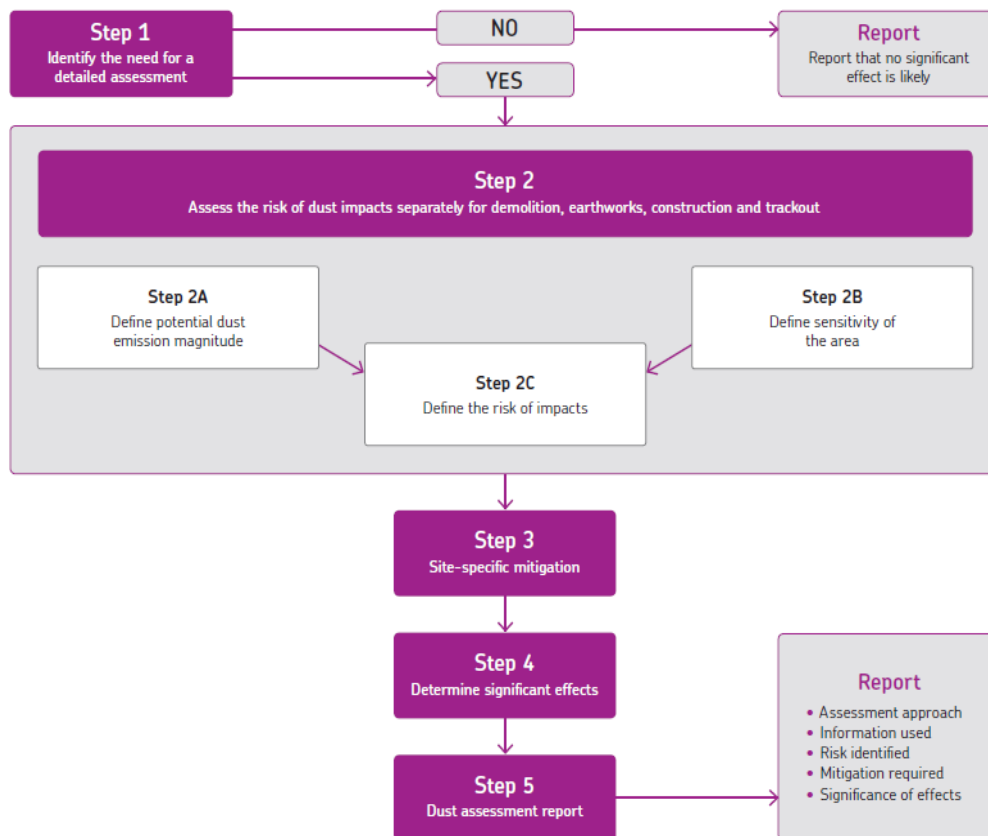 Step 1
Identify the need for a
detailed assessment
NO
YES
Report
Report that no significant
effect is likely
Step 2
Assess the risk of dust impacts separately for demolition, earthworks, construction and trackout
Step 2A
Define potential dust
emission magnitude
Step 2B
Define sensitivity of
the area
Step 2C
Define the risk of impacts
Step 3
Site-specific mitigation
Step 4
Determine significant effects
Step 5
Dust assessment report
Report
• Assessment approach
• Information used
• Risk identified
• Mitigation required
• Significance of effects